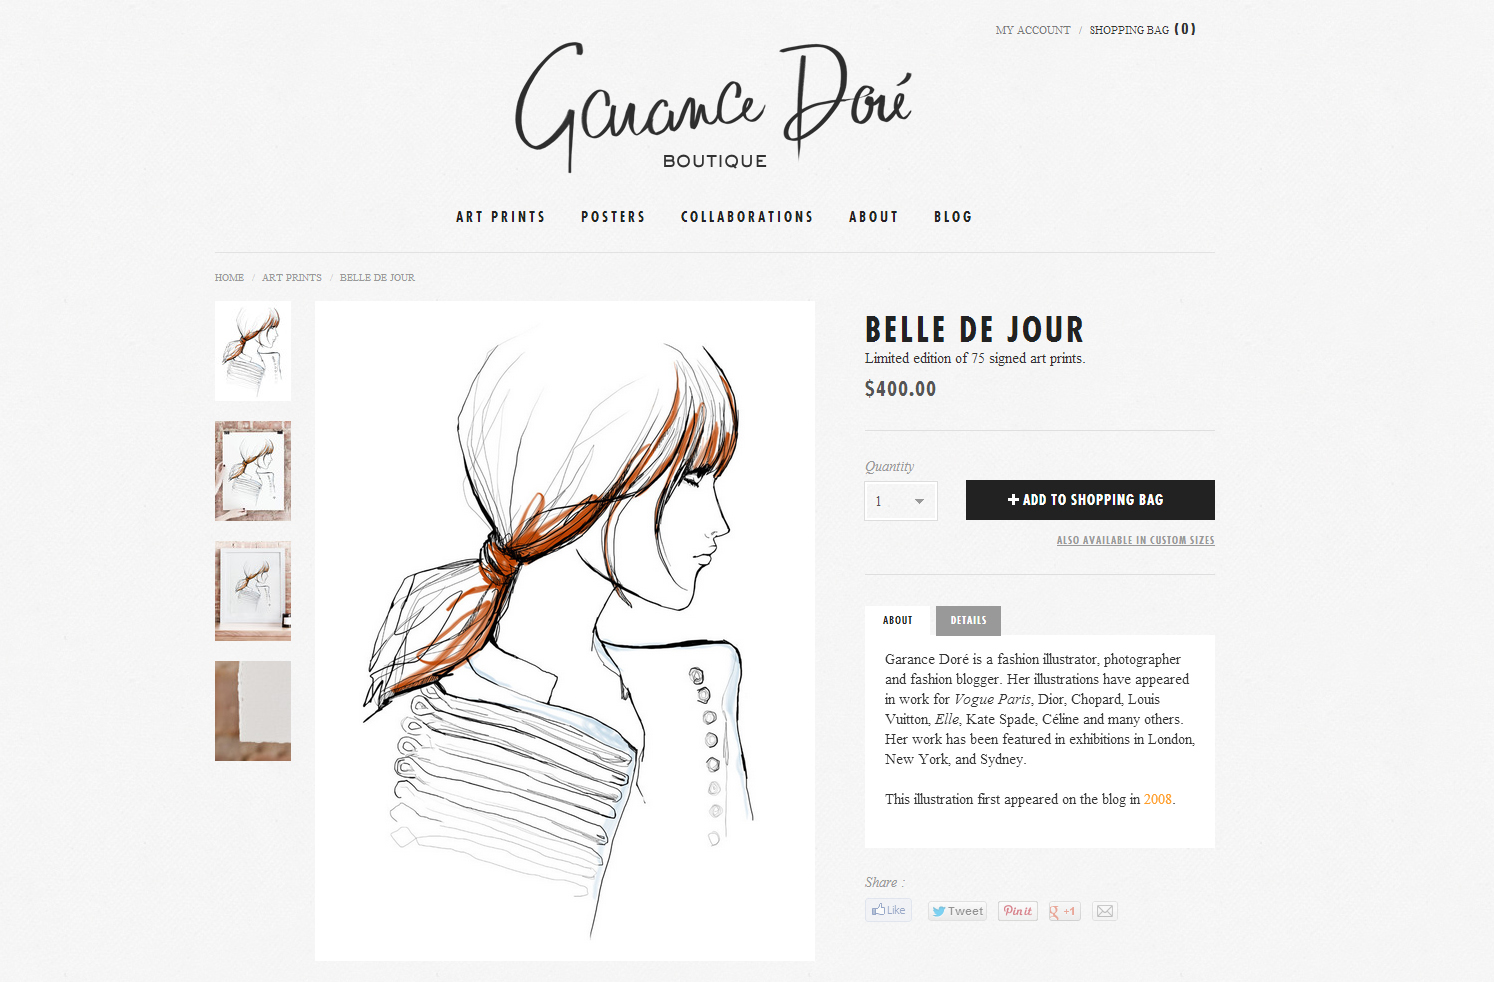 MY ACCOUNT / SHOPPING BAG (0)
Garance Doré
BOUTIQUE
ART PRINTS POSTERS COLLABORATIONS ABOUT BLOG
HOME / ART PRINTS / BELLE DE JOUR
BELLE DE JOUR
Limited edition of 75 signed art prints.
$400.00
Quantity
1
+ ADD TO SHOPPING BAG
ALSO AVAILABLE IN CUSTOM SIZES
ABOUT DETAILS
Garance Doré is a fashion illustrator, photographer
and fashion blogger. Her illustrations have appeared
in work for Vogue Paris, Dior, Chopard, Louis
Vuitton, Elle, Kate Spade, Céline and many others.
Her work has been featured in exhibitions in London,
New York, and Sydney.
This illustration first appeared on the blog in 2008.
Share :
Like Tweet Pin it g +1